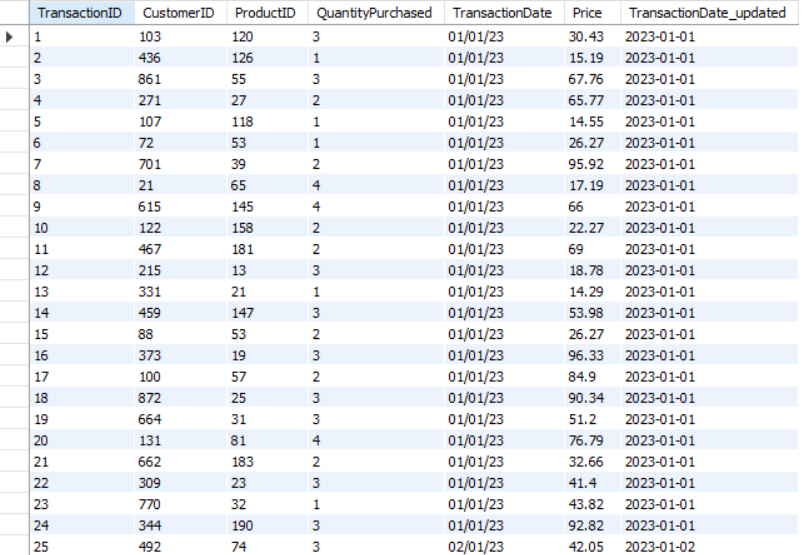 TransactionID CustomerID ProductID QuantityPurchased TransactionDate Price TransactionDate_updated
1 103 120 3 01/01/23 30.43 2023-01-01
2 436 126 1 01/01/23 15.19 2023-01-01
3 861 55 3 01/01/23 67.76 2023-01-01
4 271 27 2 01/01/23 65.77 2023-01-01
5 107 118 1 01/01/23 14.55 2023-01-01
6 72 53 1 01/01/23 26.27 2023-01-01
7 701 39 2 01/01/23 95.92 2023-01-01
8 21 65 4 01/01/23 17.19 2023-01-01
9 615 145 4 01/01/23 66 2023-01-01
10 122 158 2 01/01/23 22.27 2023-01-01
11 467 181 2 01/01/23 69 2023-01-01
12 215 13 3 01/01/23 18.78 2023-01-01
13 331 21 1 01/01/23 14.29 2023-01-01
14 459 147 3 01/01/23 53.98 2023-01-01
15 88 53 2 01/01/23 26.27 2023-01-01
16 373 19 3 01/01/23 96.33 2023-01-01
17 100 57 2 01/01/23 84.9 2023-01-01
18 872 25 3 01/01/23 90.34 2023-01-01
19 664 31 3 01/01/23 51.2 2023-01-01
20 131 81 4 01/01/23 76.79 2023-01-01
21 662 183 2 01/01/23 32.66 2023-01-01
22 309 23 3 01/01/23 41.4 2023-01-01
23 770 32 1 01/01/23 43.82 2023-01-01
24 344 190 3 01/01/23 92.82 2023-01-01
25 492 74 3 02/01/23 42.05 2023-01-02